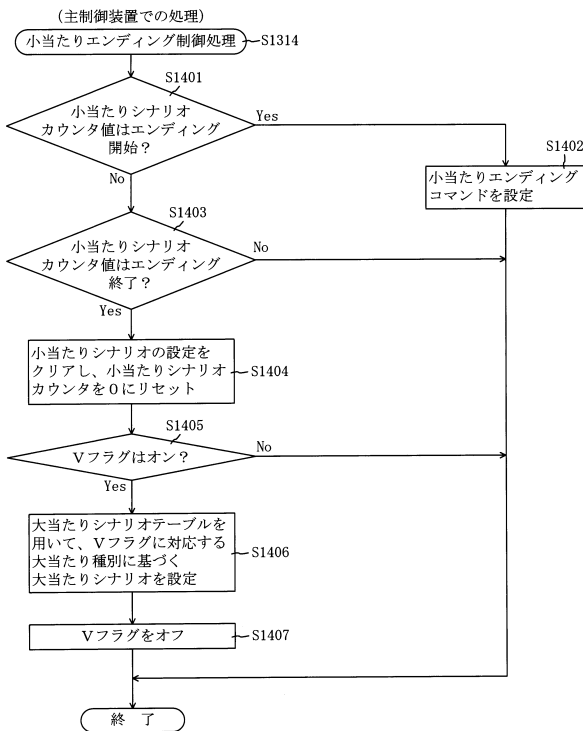 (主制御装置での処理)
小当たりエンディング制御処理
S1314
S1401
小当たりシナリオ
カウンタ値はエンディング
開始?
Yes
No
S1402
小当たりエンディング
コマンドを設定
S1403
小当たりシナリオ
カウンタ値はエンディング
終了?
No
Yes
小当たりシナリオの設定を
クリアし、小当たりシナリオ
カウンタを0にリセット
S1404
S1405
Vフラグはオン?
No
Yes
大当たりシナリオテーブルを
用いて、Vフラグに対応する
大当たり種別に基づく
大当たりシナリオを設定
S1406
Vフラグをオフ
S1407
終 了